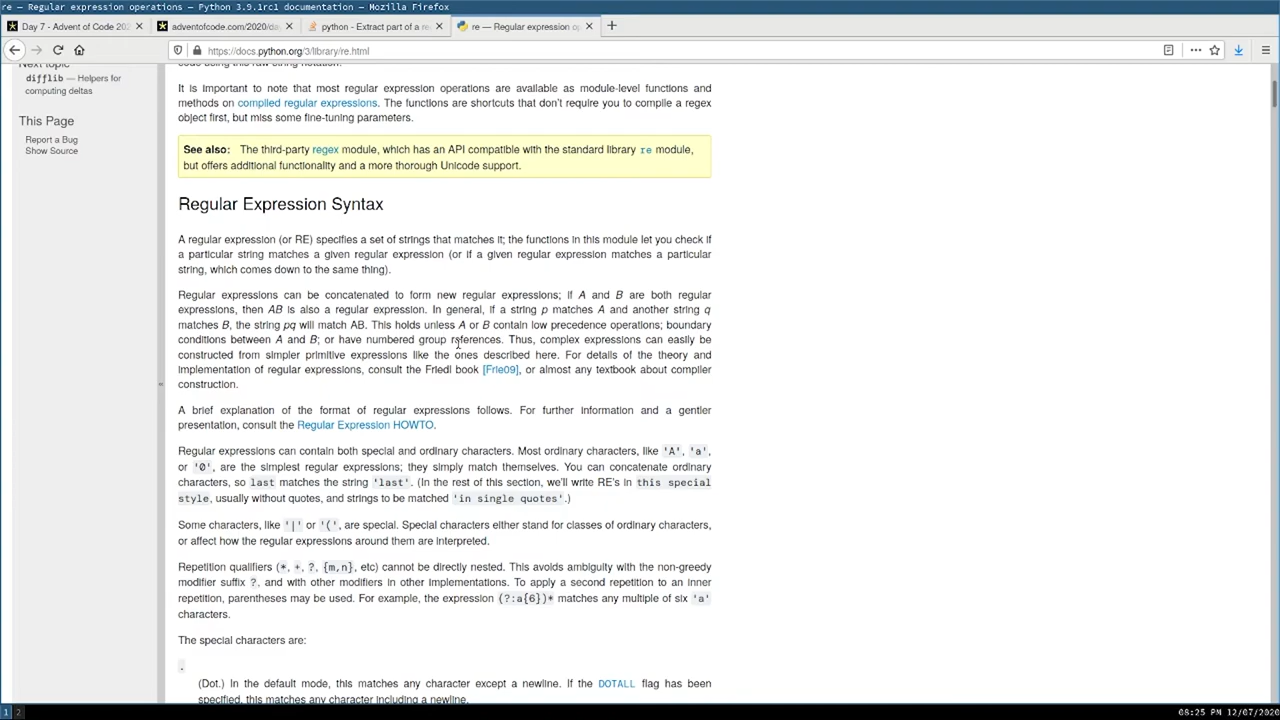 re — Regular expression operations — Python 3.9.1rc1 documentation - Mozilla Firefox
Day 7 - Advent of Code 202
adventofcode.com/2020/da
python - Extract part of a re
re — Regular expression op
https://docs.python.org/3/library/re.html
Next topic
difflib — Helpers for
computing deltas
This Page
Report a Bug
Show Source
code using this raw string notation.
It is important to note that most regular expression operations are available as module-level functions and
methods on compiled regular expressions. The functions are shortcuts that don't require you to compile a regex
object first, but miss some fine-tuning parameters.
See also: The third-party regex module, which has an API compatible with the standard library re module,
but offers additional functionality and a more thorough Unicode support.
Regular Expression Syntax
A regular expression (or RE) specifies a set of strings that matches it; the functions in this module let you check if
a particular string matches a given regular expression (or if a given regular expression matches a particular
string, which comes down to the same thing).
Regular expressions can be concatenated to form new regular expressions; if A and B are both regular
expressions, then AB is also a regular expression. In general, if a string p matches A and another string q
matches B, the string pq will match AB. This holds unless A or B contain low precedence operations; boundary
conditions between A and B; or have numbered group references. Thus, complex expressions can easily be
constructed from simpler primitive expressions like the ones described here. For details of the theory and
implementation of regular expressions, consult the Friedl book [Frie09], or almost any textbook about compiler
construction.
A brief explanation of the format of regular expressions follows. For further information and a gentler
presentation, consult the Regular Expression HOWTO.
Regular expressions can contain both special and ordinary characters. Most ordinary characters, like 'A', 'a',
or '0', are the simplest regular expressions; they simply match themselves. You can concatenate ordinary
characters, so last matches the string 'last'. (In the rest of this section, we'll write RE's in this special
style, usually without quotes, and strings to be matched 'in single quotes'.)
Some characters, like '|' or '(', are special. Special characters either stand for classes of ordinary characters,
or affect how the regular expressions around them are interpreted.
Repetition qualifiers (*, +, ?, {m,n}, etc) cannot be directly nested. This avoids ambiguity with the non-greedy
modifier suffix ?, and with other modifiers in other implementations. To apply a second repetition to an inner
repetition, parentheses may be used. For example, the expression (?:a{6})* matches any multiple of six 'a'
characters.
The special characters are:
.
(Dot.) In the default mode, this matches any character except a newline. If the DOTALL flag has been
specified, this matches any character including a newline.
1 2
08:25 PM 12/07/2020